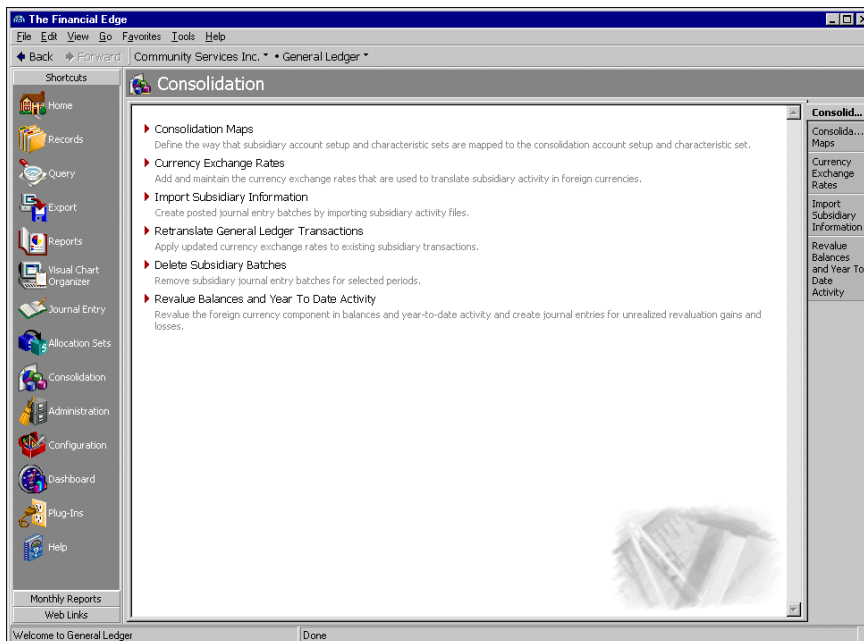 The Financial Edge
File Edit View Go Favorites Tools Help
Back Forward Community Services Inc. General Ledger
Shortcuts
Home
Records
Query
Export
Reports
Visual Chart
Organizer
Journal Entry
Allocation Sets
Consolidation
Administration
Configuration
Dashboard
Plug-Ins
Help
Monthly Reports
Web Links
Consolidation
Consolidation Maps
Define the way that subsidiary account setup and characteristic sets are mapped to the consolidation account setup and characteristic set.
Currency Exchange Rates
Add and maintain the currency exchange rates that are used to translate subsidiary activity in foreign currencies.
Import Subsidiary Information
Create posted journal entry batches by importing subsidiary activity files.
Retranslate General Ledger Transactions
Apply updated currency exchange rates to existing subsidiary transactions.
Delete Subsidiary Batches
Remove subsidiary journal entry batches for selected periods.
Revalue Balances and Year To Date Activity
Revalue the foreign currency component in balances and year-to-date activity and create journal entries for unrealized revaluation gains and
losses.
Consolid...
Consolida...
Maps
Currency
Exchange
Rates
Import
Subsidiary
Information
Revalue
Balances
and Year To
Date
Activity
Welcome to General Ledger
Done